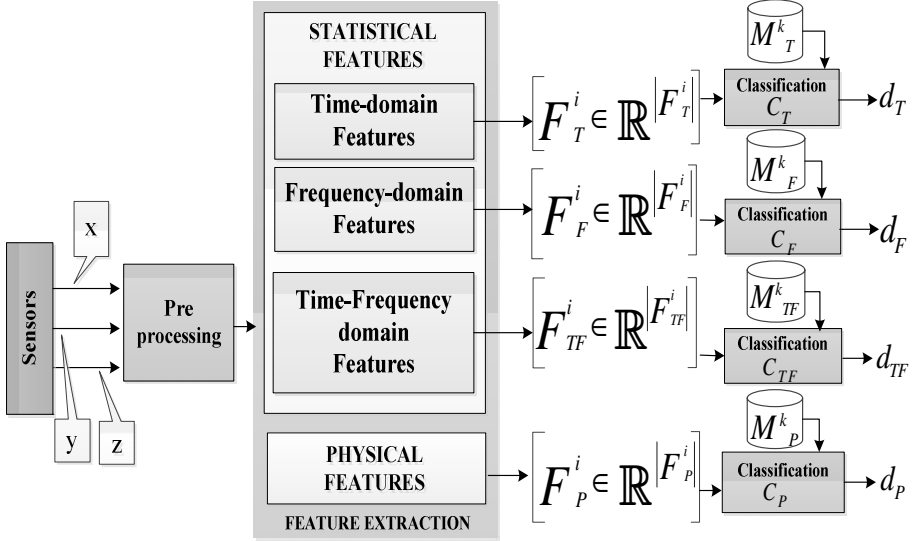 Sensors
x
y
z
Pre
processing
STATISTICAL
FEATURES
Time-domain
Features
Frequency-domain
Features
Time-Frequency
domain
Features
PHYSICAL
FEATURES
FEATURE EXTRACTION
[F^i_T ∈ ℝ^|F^i_T|]
M^k_T
Classification
C_T
d_T
[F^i_F ∈ ℝ^|F^i_F|]
M^k_F
Classification
C_F
d_F
[F^i_TF ∈ ℝ^|F^i_TF|]
M^k_TF
Classification
C_TF
d_TF
[F^i_P ∈ ℝ^|F^i_P|]
M^k_P
Classification
C_P
d_P